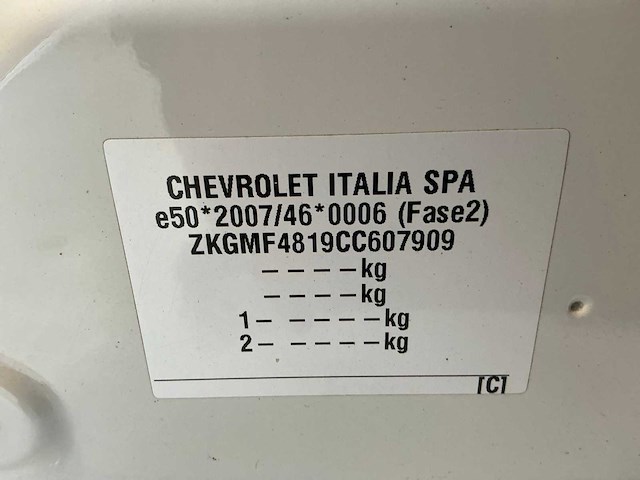 CHEVROLET ITALIA SPA
e50*2007/46*0006 (Fase2)
ZKGMF4819CC607909
– – – – kg
– – – – kg
1 – – – – – kg
2 – – – – – kg
[C]